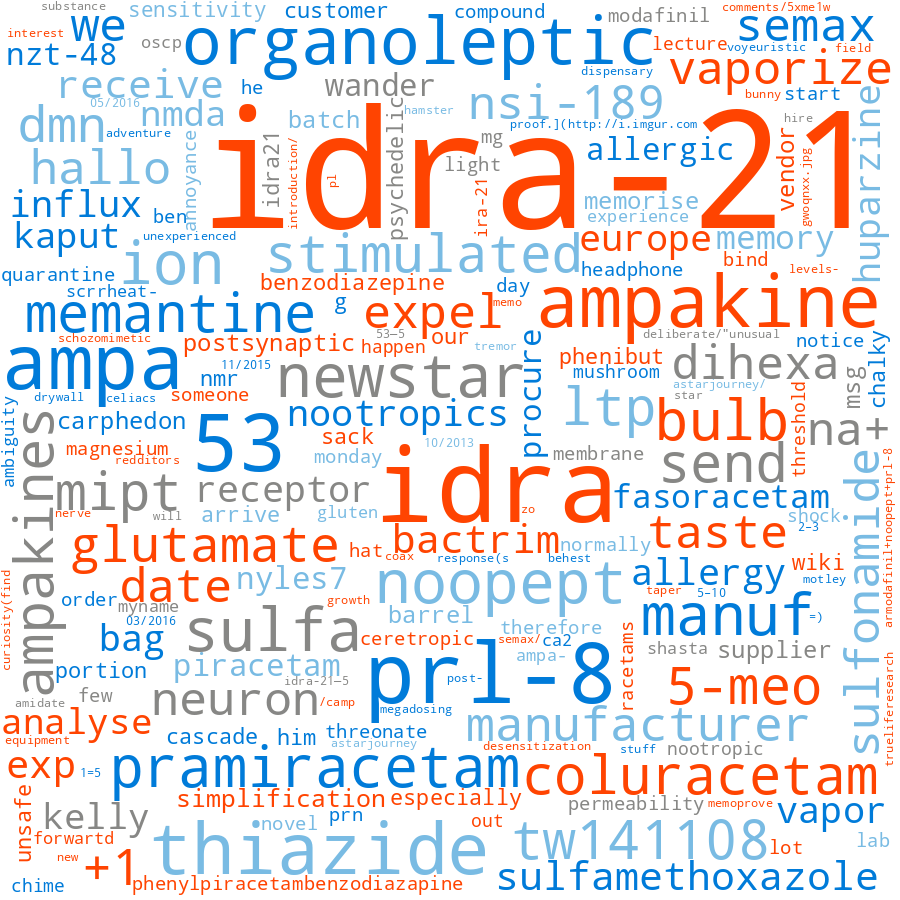 substance
we
sensitivity
customer
compound
modafinil
comments/5xme1w
semax
interest
nzt-48
oscp
organoleptic
lecture
voyeuristic
field
receive
he
wander
dispensary
vaporize
05/2016
dmn
nmda
batch
hamster
nsi-189
bunny
start
adventure
idra-21
proof.](http://i.imgur.com
hire
hallo
annoyance
idra21
introduction/
pl
psychedelic
mg
light
ira-21
allergic
vendor
gwoqnxx.jpg
huparzine
influx
ben
memorise
experience
kaput
unexperienced
ion
stimulated
europe
memory
quarantine
benzodiazepine
day
headphone
bind
levels-
scrrheat-
memantine
g
expel
memo
ampakine
schozomimetic
postsynaptic
53–5
happen
our
tremor
procure
deliberate/"unusual
notice
ampa
11/2015
nmr
newstar
phenibut
mushroom
dihexa
msg
chalky
drywall
celiacs
someone
astarjourney/
star
ambiguity
carphedon
53
nootropics
ltp
bulb
threshold
na+
magnesium
redditors
sack
monday
10/2013
membrane
send
ampakines
mipt
receptor
idra
fasoracetam
sulfonamide
armodafinil+noopept+prl-8
nerve
will
arrive
gluten
zo
shock
2–3
glutamate
hat
coax
bactrim
normally
taste
wiki
curiosity(find
date
nyles7
response(s
behest
allergy
motley
order
myname
growth
noopept
taper
5–10
03/2016
barrel
manuf
=)
bag
sulfa
ceretropic
semax/
therefore
ca2
racetams
shasta
supplier
portion
piracetam
ampa-
idra-21—5
prl-8
post-
amidate
few
neuron
/camp
megadosing
5-meo
trueliferesearch
analyse
cascade
him
threonate
manufacturer
equipment
astarjourney
desensitization
stuff
nootropic
exp
1=5
pramiracetam
coluracetam
unsafe
simplification
especially
permeability
memoprove
vapor
kelly
novel
prn
out
forwartd
thiazide
tw141108
lot
lab
new
+1
chime
phenylpiracetambenzodiazapine
sulfamethoxazole